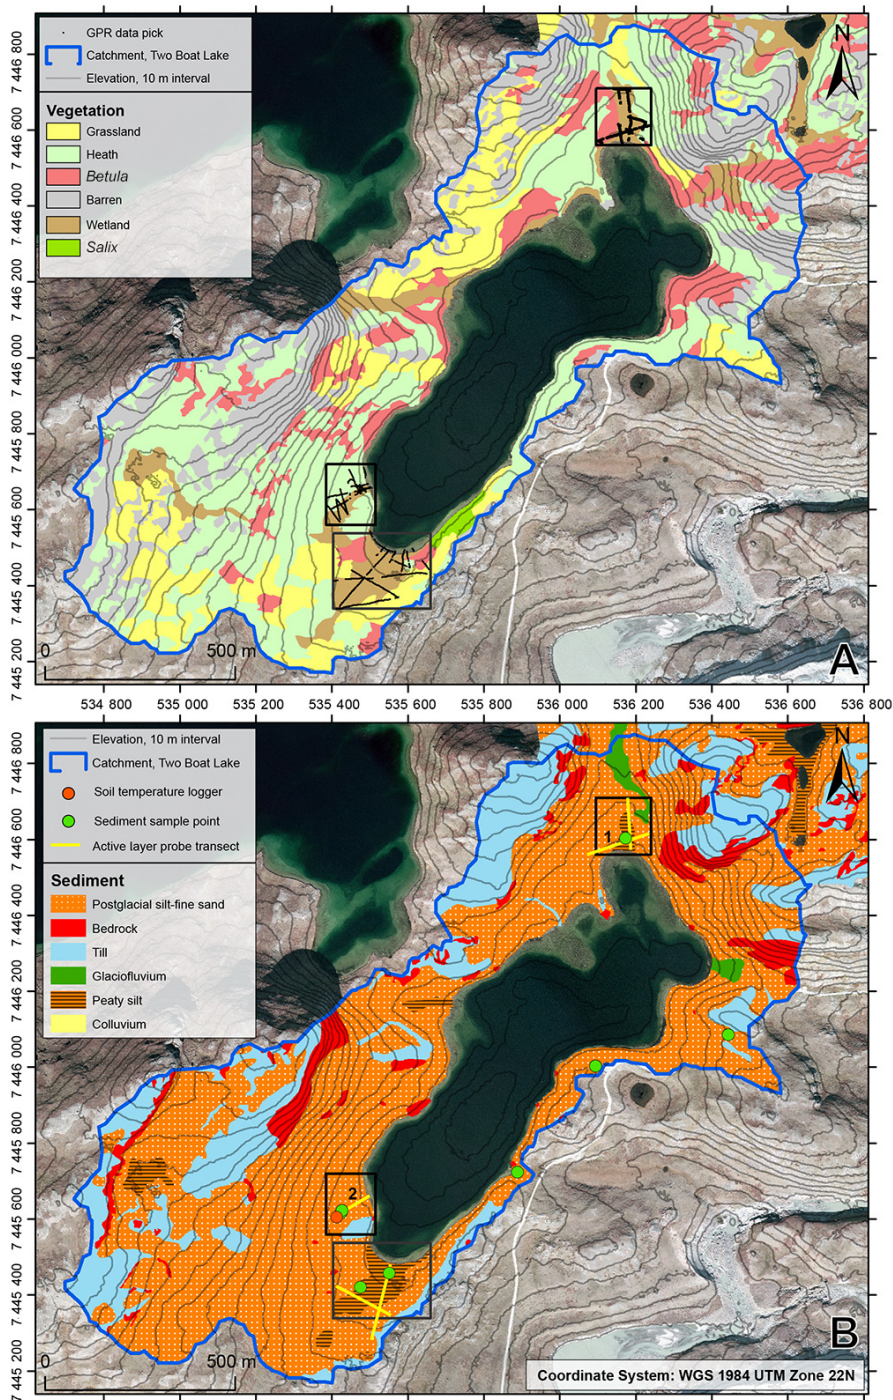 GPR data pick
Catchment, Two Boat Lake
Elevation, 10 m interval
Vegetation
Grassland
Heath
Betula
Barren
Wetland
Salix
N
7 446 800
7 446 600
7 446 400
7 446 200
7 446 000
7 445 800
7 445 600
7 445 400
7 445 200
0 500 m
A
534 800 535 000 535 200 535 400 535 600 535 800 536 000 536 200 536 400 536 600 536 800
Elevation, 10 m interval
Catchment, Two Boat Lake
Soil temperature logger
Sediment sample point
Active layer probe transect
Sediment
Postglacial silt-fine sand
Bedrock
Till
Glaciofluvium
Peaty silt
Colluvium
N
1
2
7 446 800
7 446 600
7 446 400
7 446 200
7 446 000
7 445 800
7 445 600
7 445 400
7 445 200
0 500 m
B
Coordinate System: WGS 1984 UTM Zone 22N